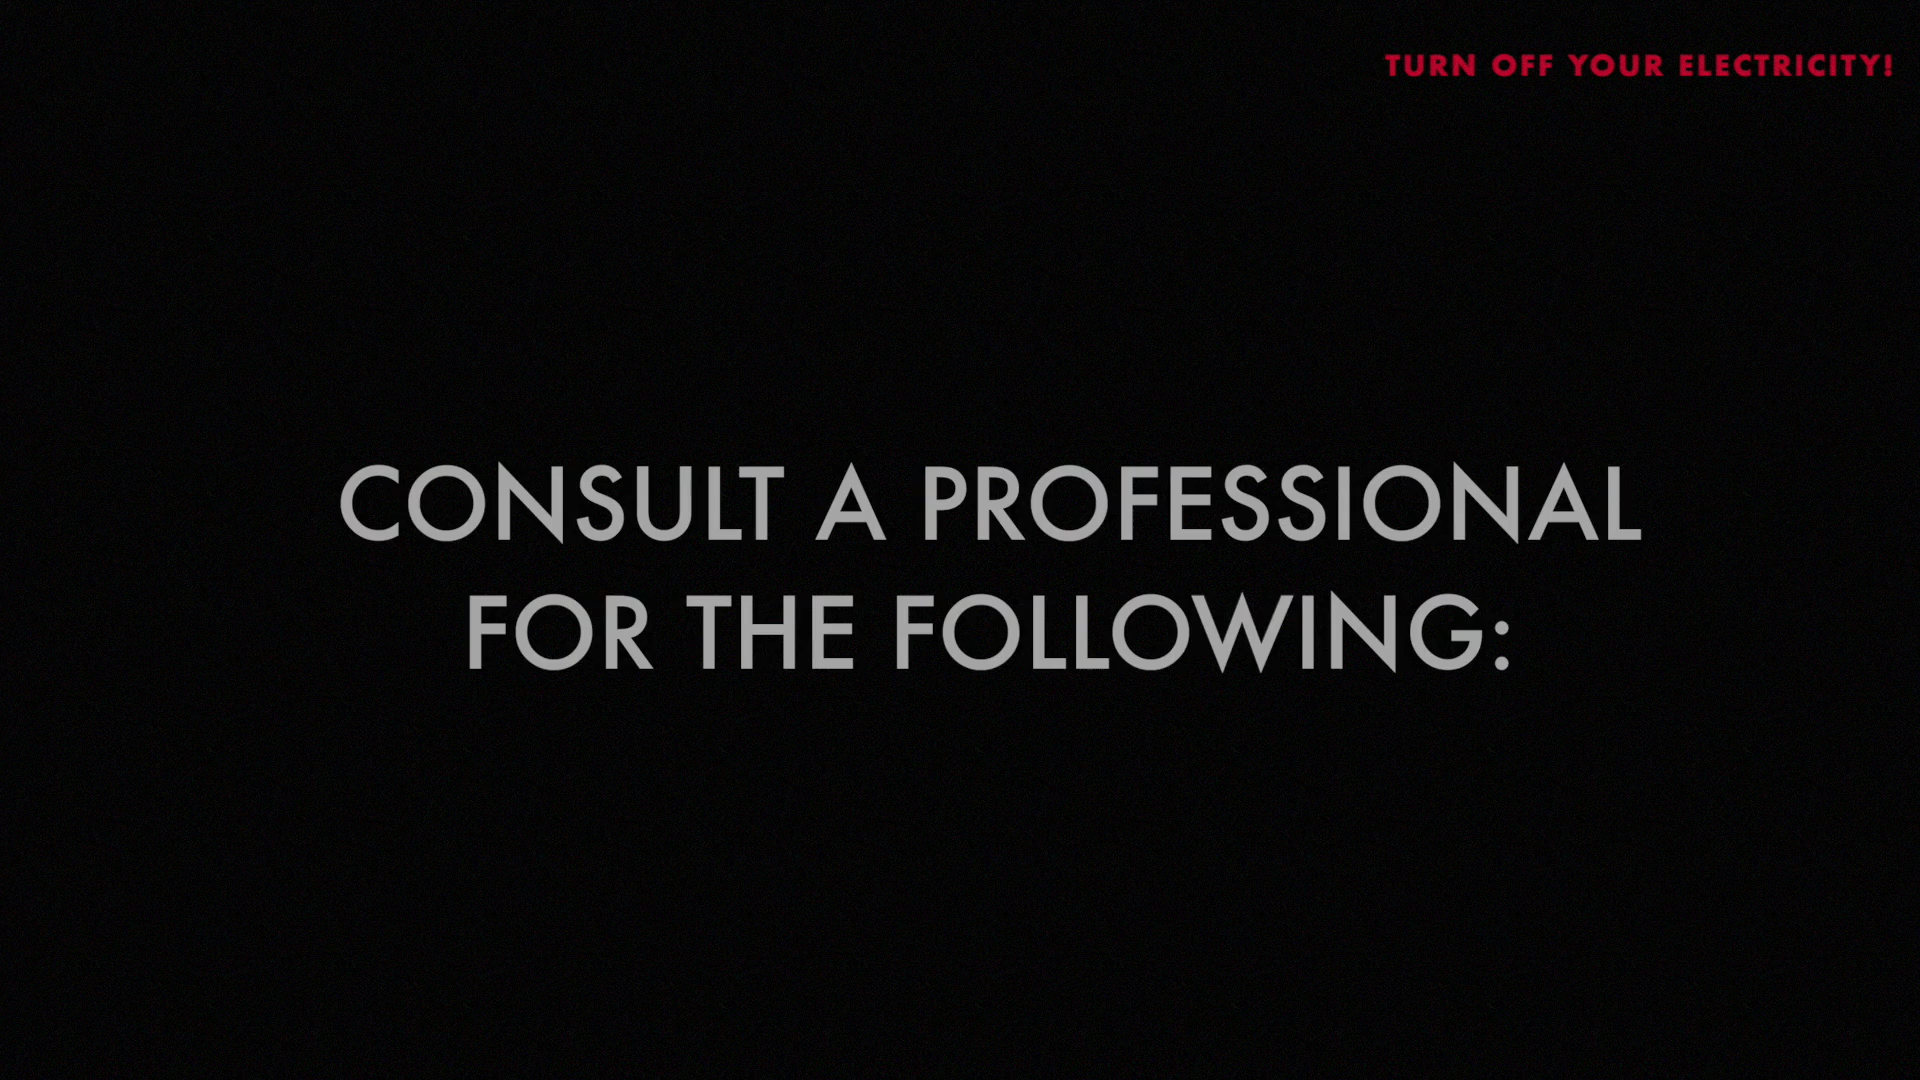 TURN OFF YOUR ELECTRICITY!
CONSULT A PROFESSIONAL
FOR THE FOLLOWING: